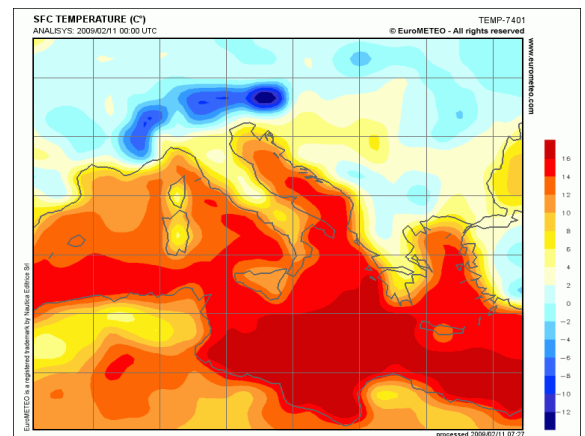 SFC TEMPERATURE (C°)
TEMP-7401
ANALISYS: 2009/02/11 00:00 UTC
© EuroMETEO - All rights reserved
www.eurometeo.com
EuroMETEO is a registered trademark by Nautica Editrice Srl
16
14
12
10
8
6
4
2
0
-2
-4
-6
-8
-10
-12
processed 2009/02/11 07:27